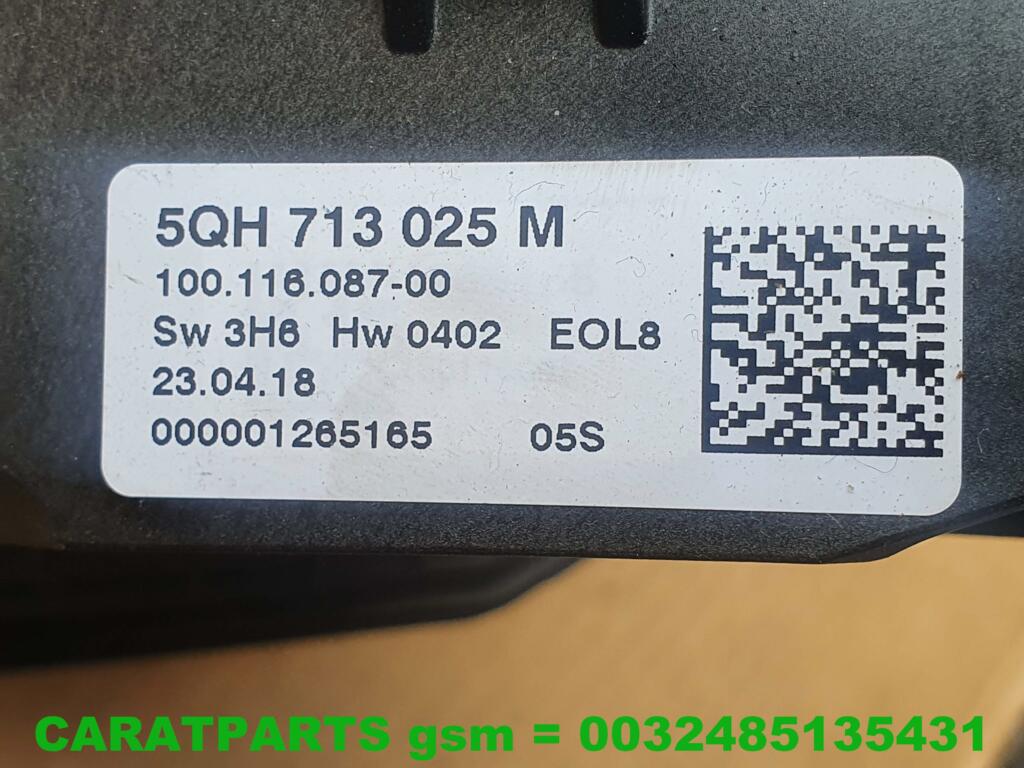 5QH 713 025 M
100.116.087-00
Sw 3H6 Hw 0402 EOL8
23.04.18
000001265165 05S
CARATPARTS gsm = 0032485135431